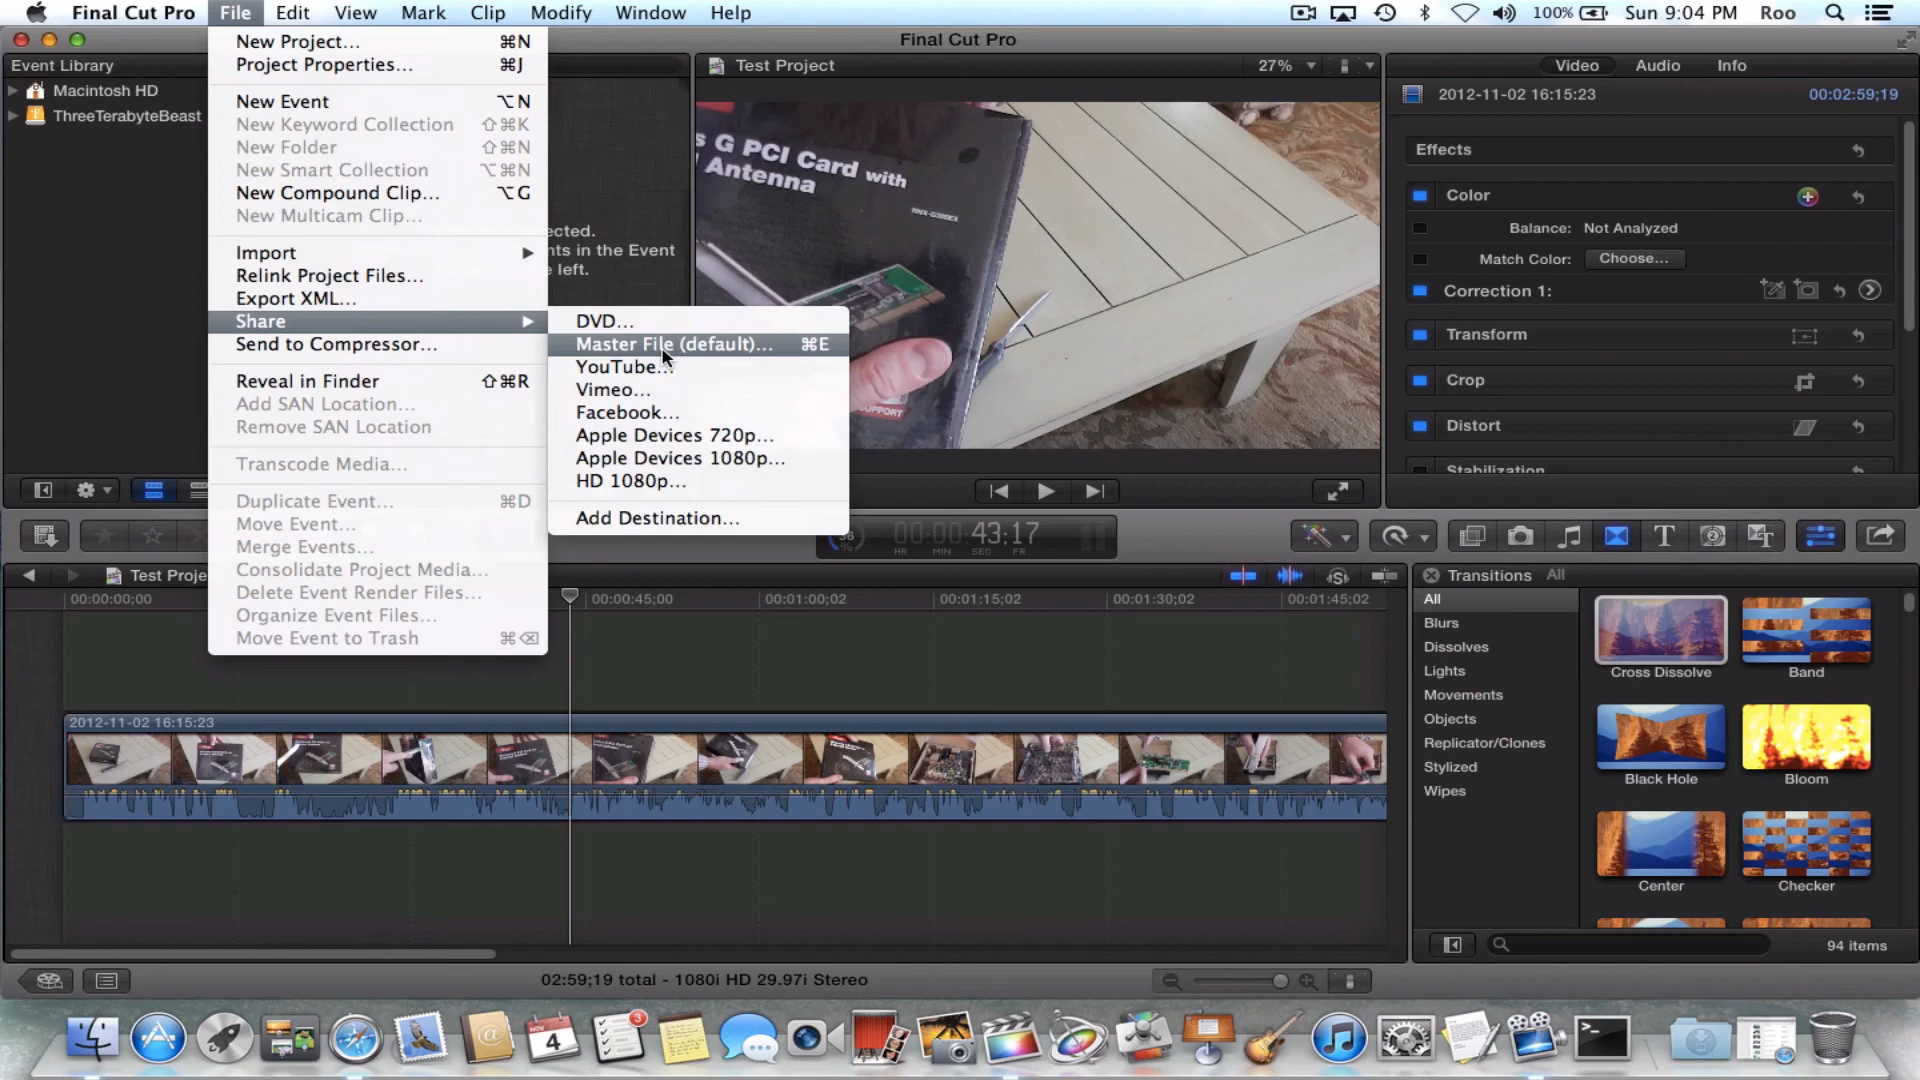 Final Cut Pro File Edit View Mark Clip Modify Window Help 100% Sun 9:04 PM Roo
Final Cut Pro
Event Library
Macintosh HD
ThreeTerabyteBeast
New Project... ⌘N
Project Properties... ⌘J
New Event ⌥N
New Keyword Collection ⇧⌘K
New Folder ⇧⌘N
New Smart Collection ⌥⌘N
New Compound Clip... ⌥G
New Multicam Clip...
Import
Relink Project Files...
Export XML...
Share
Send to Compressor...
Reveal in Finder ⇧⌘R
Add SAN Location...
Remove SAN Location
Transcode Media...
Duplicate Event... ⌘D
Move Event...
Merge Events...
Consolidate Project Media...
Delete Event Render Files...
Organize Event Files...
Move Event to Trash ⌘⌫
ected.
nts in the Event
left.
DVD...
Master File (default)... ⌘E
YouTube...
Vimeo...
Facebook...
Apple Devices 720p...
Apple Devices 1080p...
HD 1080p...
Add Destination...
Test Project 27%
s G PCI Card with
Antenna
SUPPORT
Video Audio Info
2012-11-02 16:15:23 00:02:59;19
Effects
Color
Balance: Not Analyzed
Match Color: Choose...
Correction 1:
Transform
Crop
Distort
Stabilization
00:00:43;17
HR MIN SEC FR
Test Proje
00:00:00;00 00:00:45;00 00:01:00;02 00:01:15;02 00:01:30;02 00:01:45;02
2012-11-02 16:15:23
Transitions All
All
Blurs
Dissolves
Lights
Movements
Objects
Replicator/Clones
Stylized
Wipes
Cross Dissolve Band
Black Hole Bloom
Center Checker
94 items
02:59;19 total - 1080i HD 29.97i Stereo
NOV
4
3